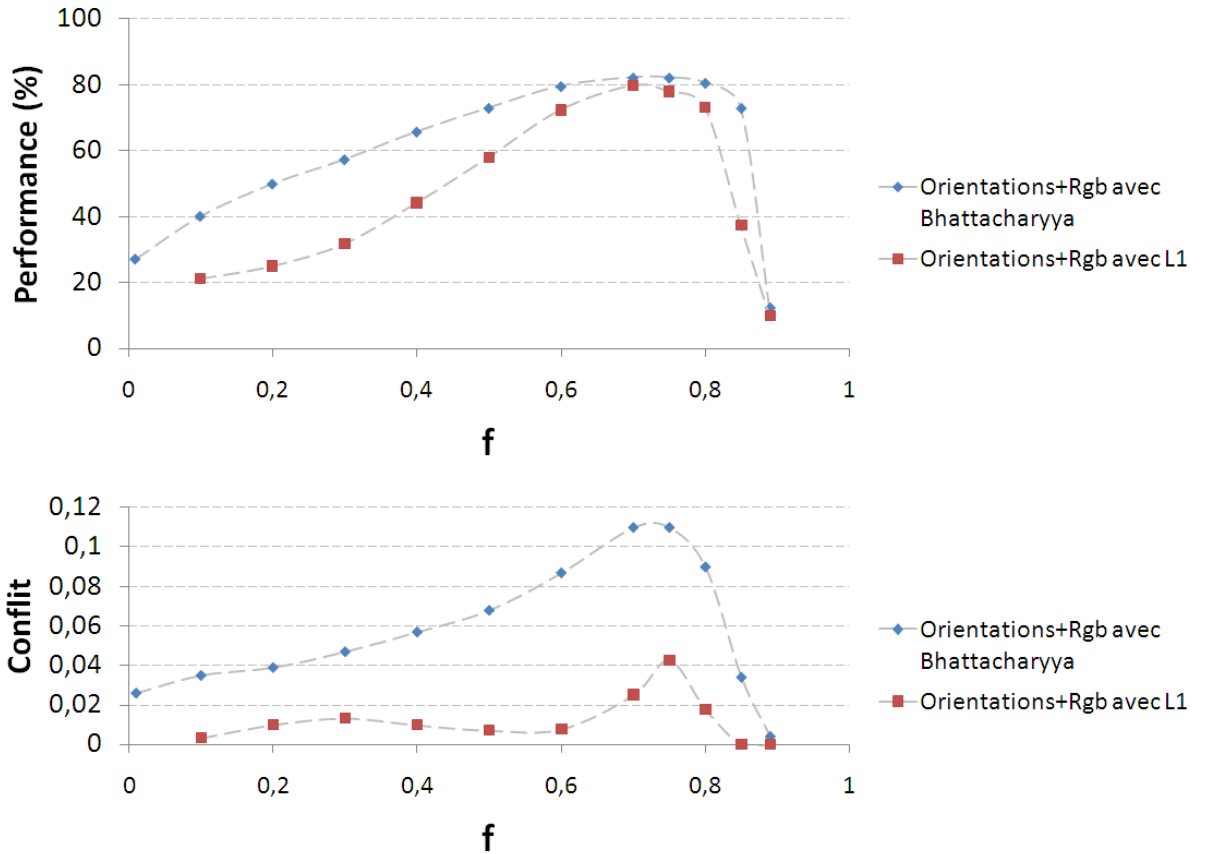 100
80
60
40
20
0
Performance (%)
0
0,2
0,4
0,6
0,8
1
f
Orientations+Rgb avec
Bhattacharyya
Orientations+Rgb avec L1
0,12
0,1
0,08
0,06
0,04
0,02
0
Conflit
0
0,2
0,4
0,6
0,8
1
f
Orientations+Rgb avec
Bhattacharyya
Orientations+Rgb avec L1